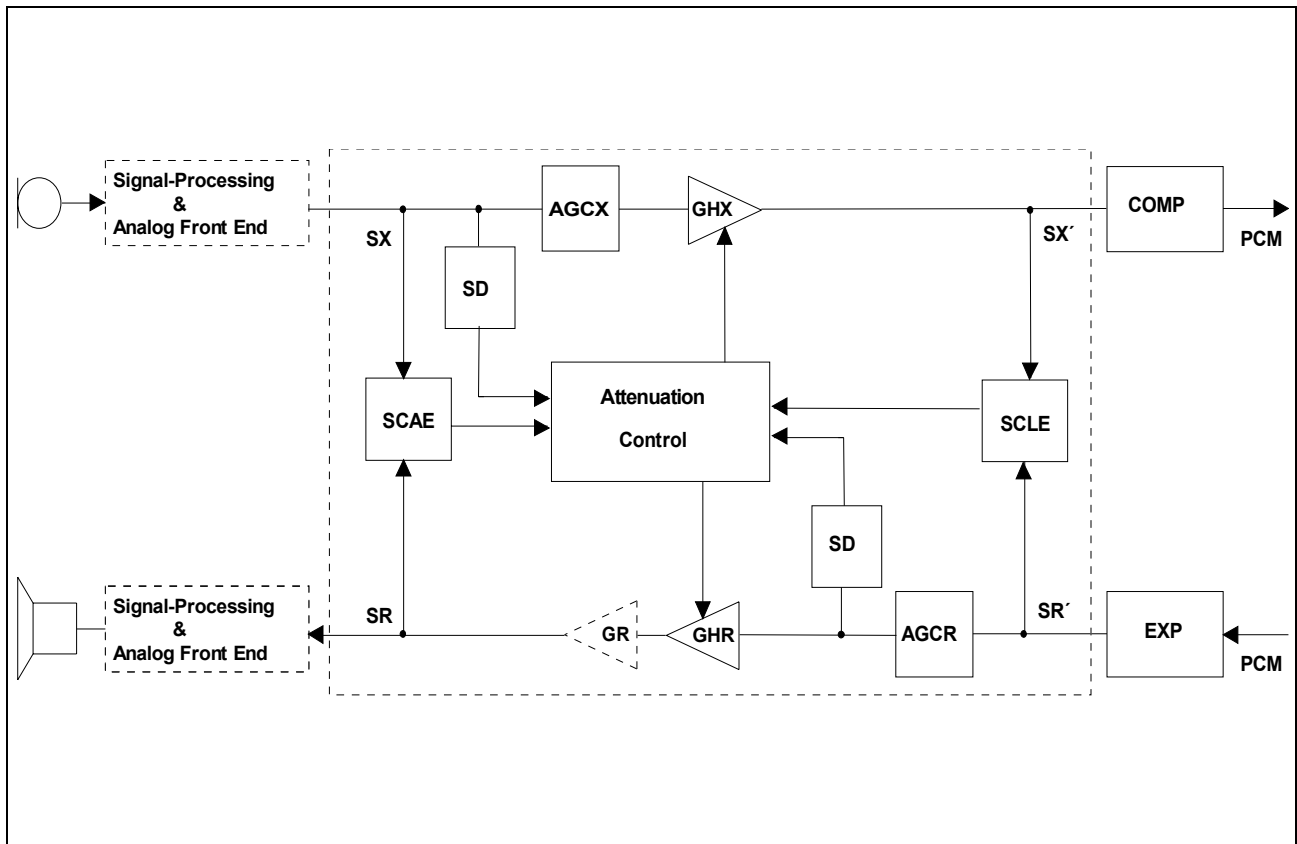 Signal-Processing
&
Analog Front End
SX
AGCX
GHX
SX´
COMP
PCM
SD
SCAE
Attenuation
Control
SCLE
SD
Signal-Processing
&
Analog Front End
SR
GR
GHR
AGCR
SR´
EXP
PCM